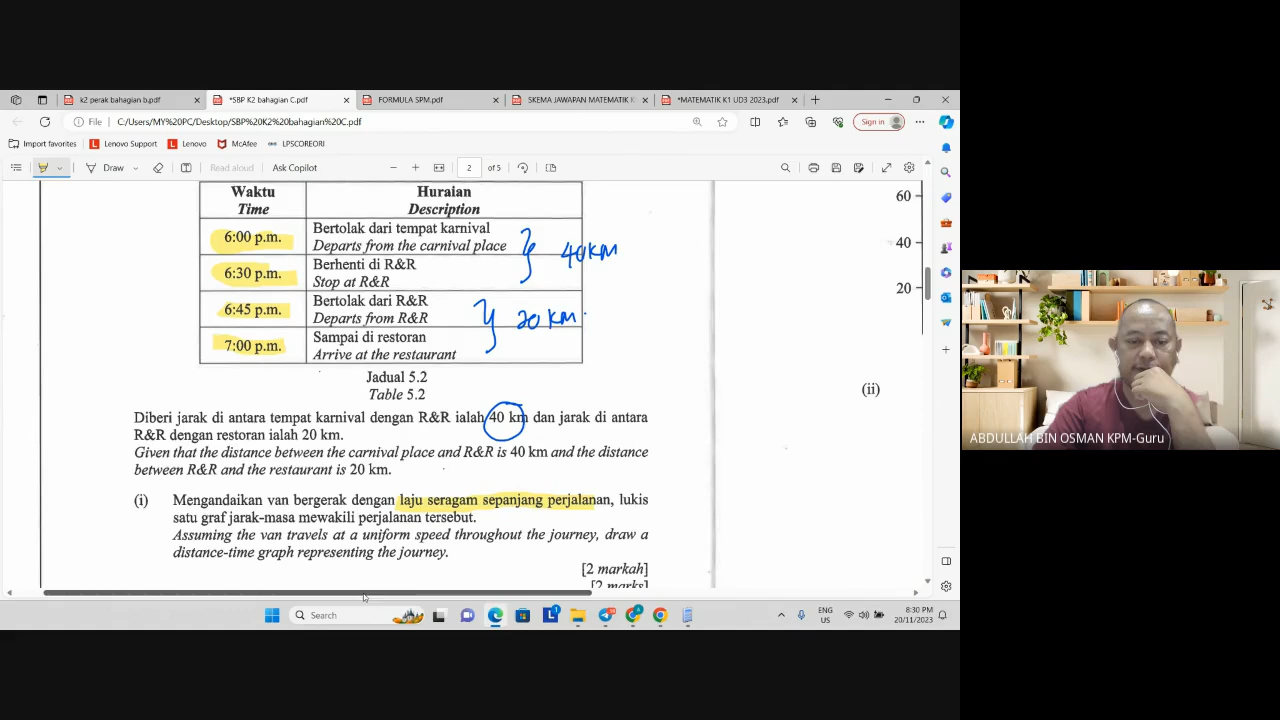 k2 perak bahagian b.pdf
*SBP K2 bahagian C.pdf
FORMULA SPM.pdf
SKEMA JAWAPAN MATEMATIK K
*MATEMATIK K1 UD3 2023.pdf
File
C:/Users/MY%20PC/Desktop/SBP%20K2%20bahagian%20C.pdf
Sign in
Import favorites
Lenovo Support
Lenovo
McAfee
LPSCOREORI
Draw
Read aloud
Ask Copilot
2
of 5
Waktu
Time
Huraian
Description
6:00 p.m.
Bertolak dari tempat karnival
Departs from the carnival place
6:30 p.m.
Berhenti di R&R
Stop at R&R
40 KM
6:45 p.m.
Bertolak dari R&R
Departs from R&R
20 KM
7:00 p.m.
Sampai di restoran
Arrive at the restaurant
Jadual 5.2
Table 5.2
Diberi jarak di antara tempat karnival dengan R&R ialah 40 km dan jarak di antara
R&R dengan restoran ialah 20 km.
Given that the distance between the carnival place and R&R is 40 km and the distance
between R&R and the restaurant is 20 km.
(i) Mengandaikan van bergerak dengan laju seragam sepanjang perjalanan, lukis
satu graf jarak-masa mewakili perjalanan tersebut.
Assuming the van travels at a uniform speed throughout the journey, draw a
distance-time graph representing the journey.
[2 markah]
[2 marks]
60
40
20
(ii)
ABDULLAH BIN OSMAN KPM-Guru
Search
ENG
US
8:30 PM
20/11/2023